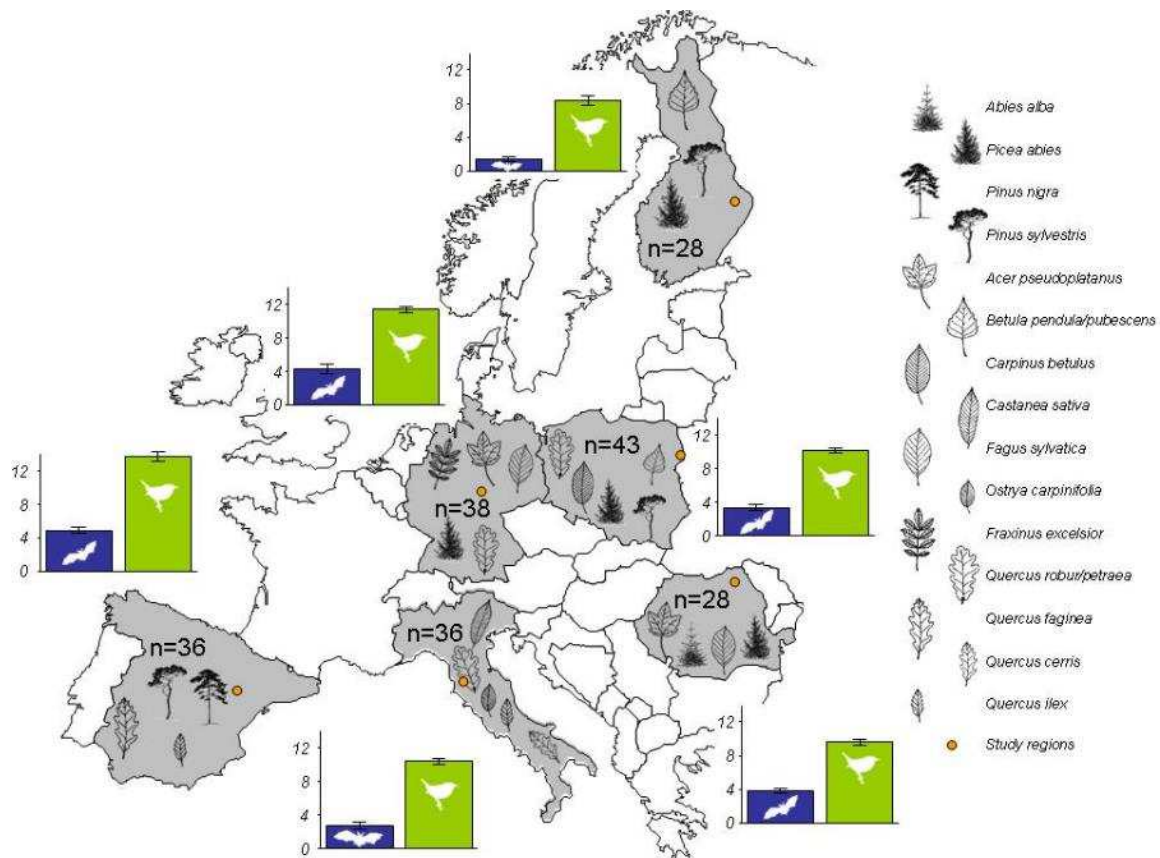 12
8
4
0
n=28
12
8
4
0
n=43
n=38
12
8
4
0
12
8
4
0
n=36
n=36
n=28
12
8
4
0
12
8
4
0
Abies alba
Picea abies
Pinus nigra
Pinus sylvestris
Acer pseudoplatanus
Betula pendula/pubescens
Carpinus betulus
Castanea sativa
Fagus sylvatica
Ostrya carpinifolia
Fraxinus excelsior
Quercus robur/petraea
Quercus faginea
Quercus cerris
Quercus ilex
Study regions